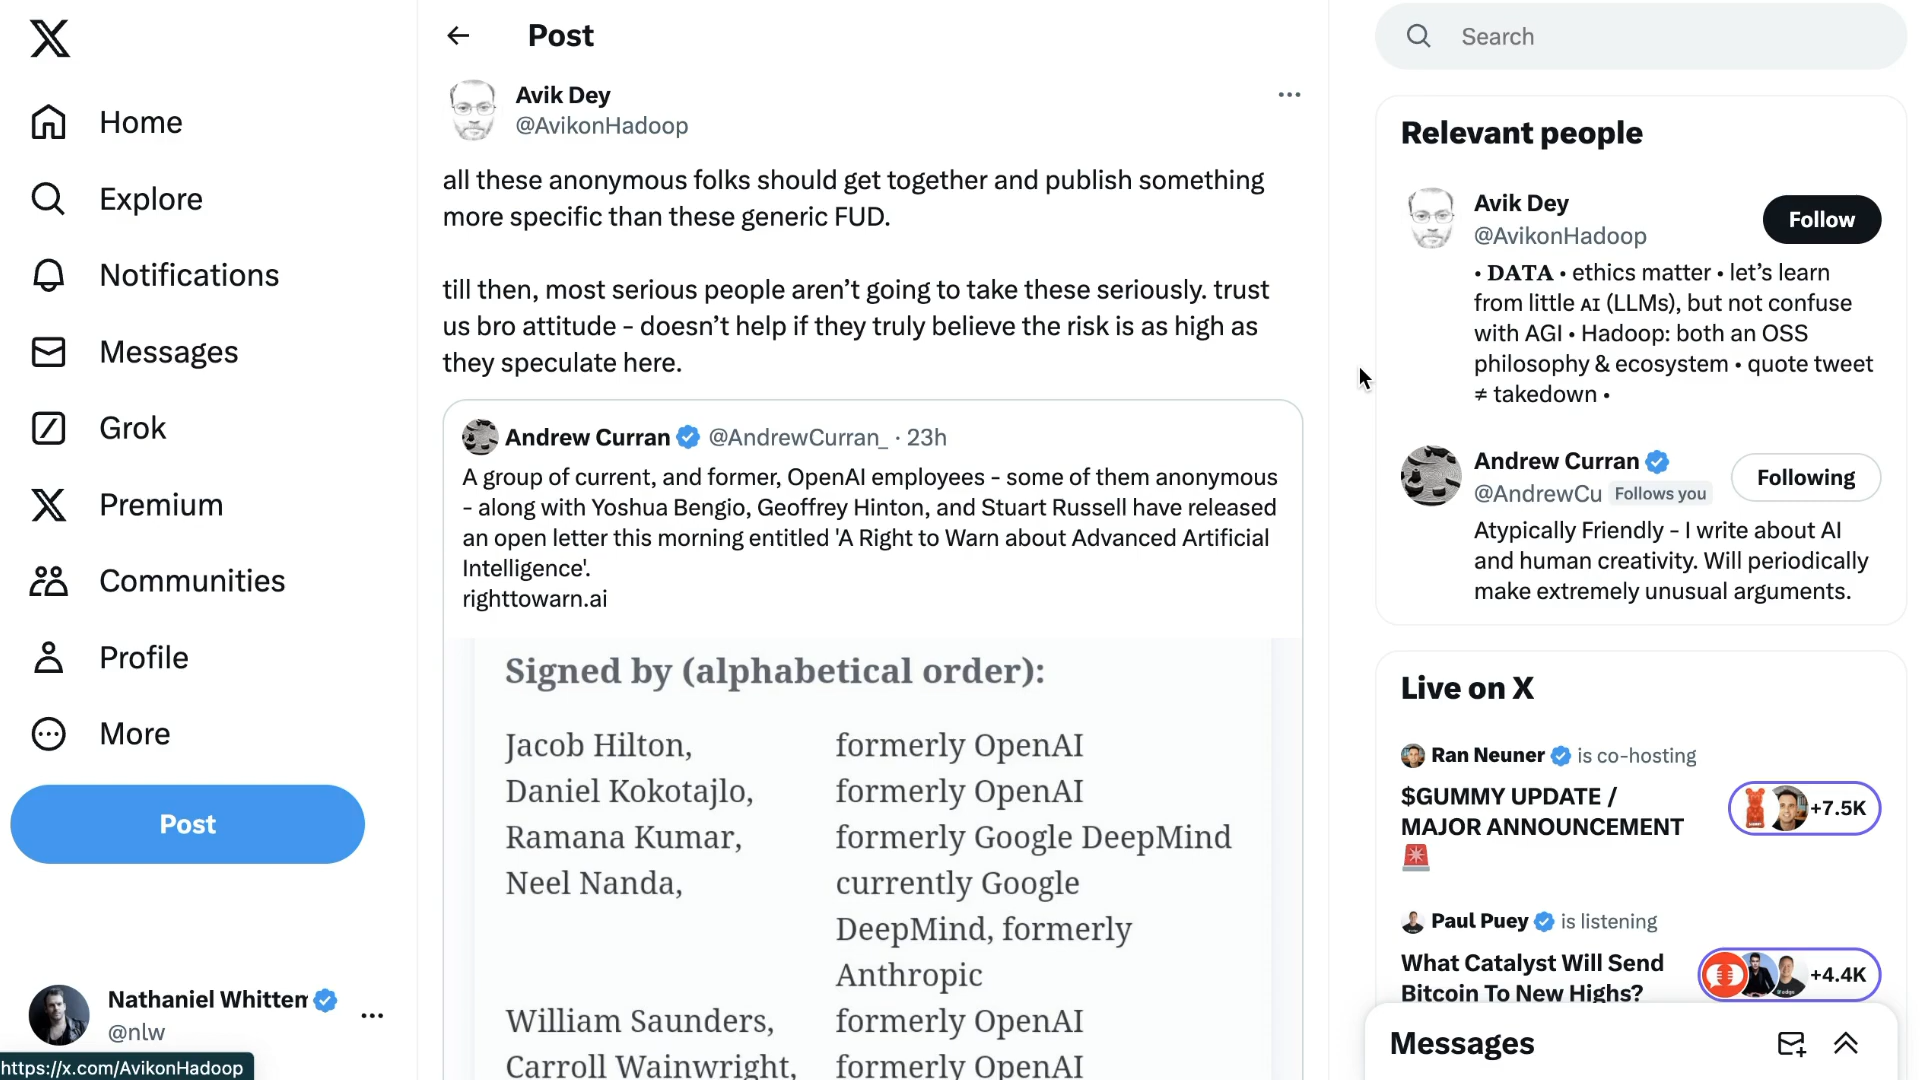 Home
Explore
Notifications
Messages
Grok
Premium
Communities
Profile
More
Post
Nathaniel Whittem
@nlw
https://x.com/AvikonHadoop
Post
Avik Dey
@AvikonHadoop
all these anonymous folks should get together and publish something
more specific than these generic FUD.
till then, most serious people aren’t going to take these seriously. trust
us bro attitude - doesn’t help if they truly believe the risk is as high as
they speculate here.
Andrew Curran @AndrewCurran_ · 23h
A group of current, and former, OpenAI employees - some of them anonymous
- along with Yoshua Bengio, Geoffrey Hinton, and Stuart Russell have released
an open letter this morning entitled 'A Right to Warn about Advanced Artificial
Intelligence'.
righttowarn.ai
Signed by (alphabetical order):
Jacob Hilton, formerly OpenAI
Daniel Kokotajlo, formerly OpenAI
Ramana Kumar, formerly Google DeepMind
Neel Nanda, currently Google
DeepMind, formerly
Anthropic
William Saunders, formerly OpenAI
Carroll Wainwright, formerly OpenAI
Search
Relevant people
Avik Dey
@AvikonHadoop
Follow
• DATA • ethics matter • let’s learn
from little AI (LLMs), but not confuse
with AGI • Hadoop: both an OSS
philosophy & ecosystem • quote tweet
≠ takedown •
Andrew Curran
@AndrewCu Follows you
Following
Atypically Friendly - I write about AI
and human creativity. Will periodically
make extremely unusual arguments.
Live on X
Ran Neuner is co-hosting
$GUMMY UPDATE /
MAJOR ANNOUNCEMENT
🚨
+7.5K
Paul Puey is listening
What Catalyst Will Send
Bitcoin To New Highs?
+4.4K
Messages